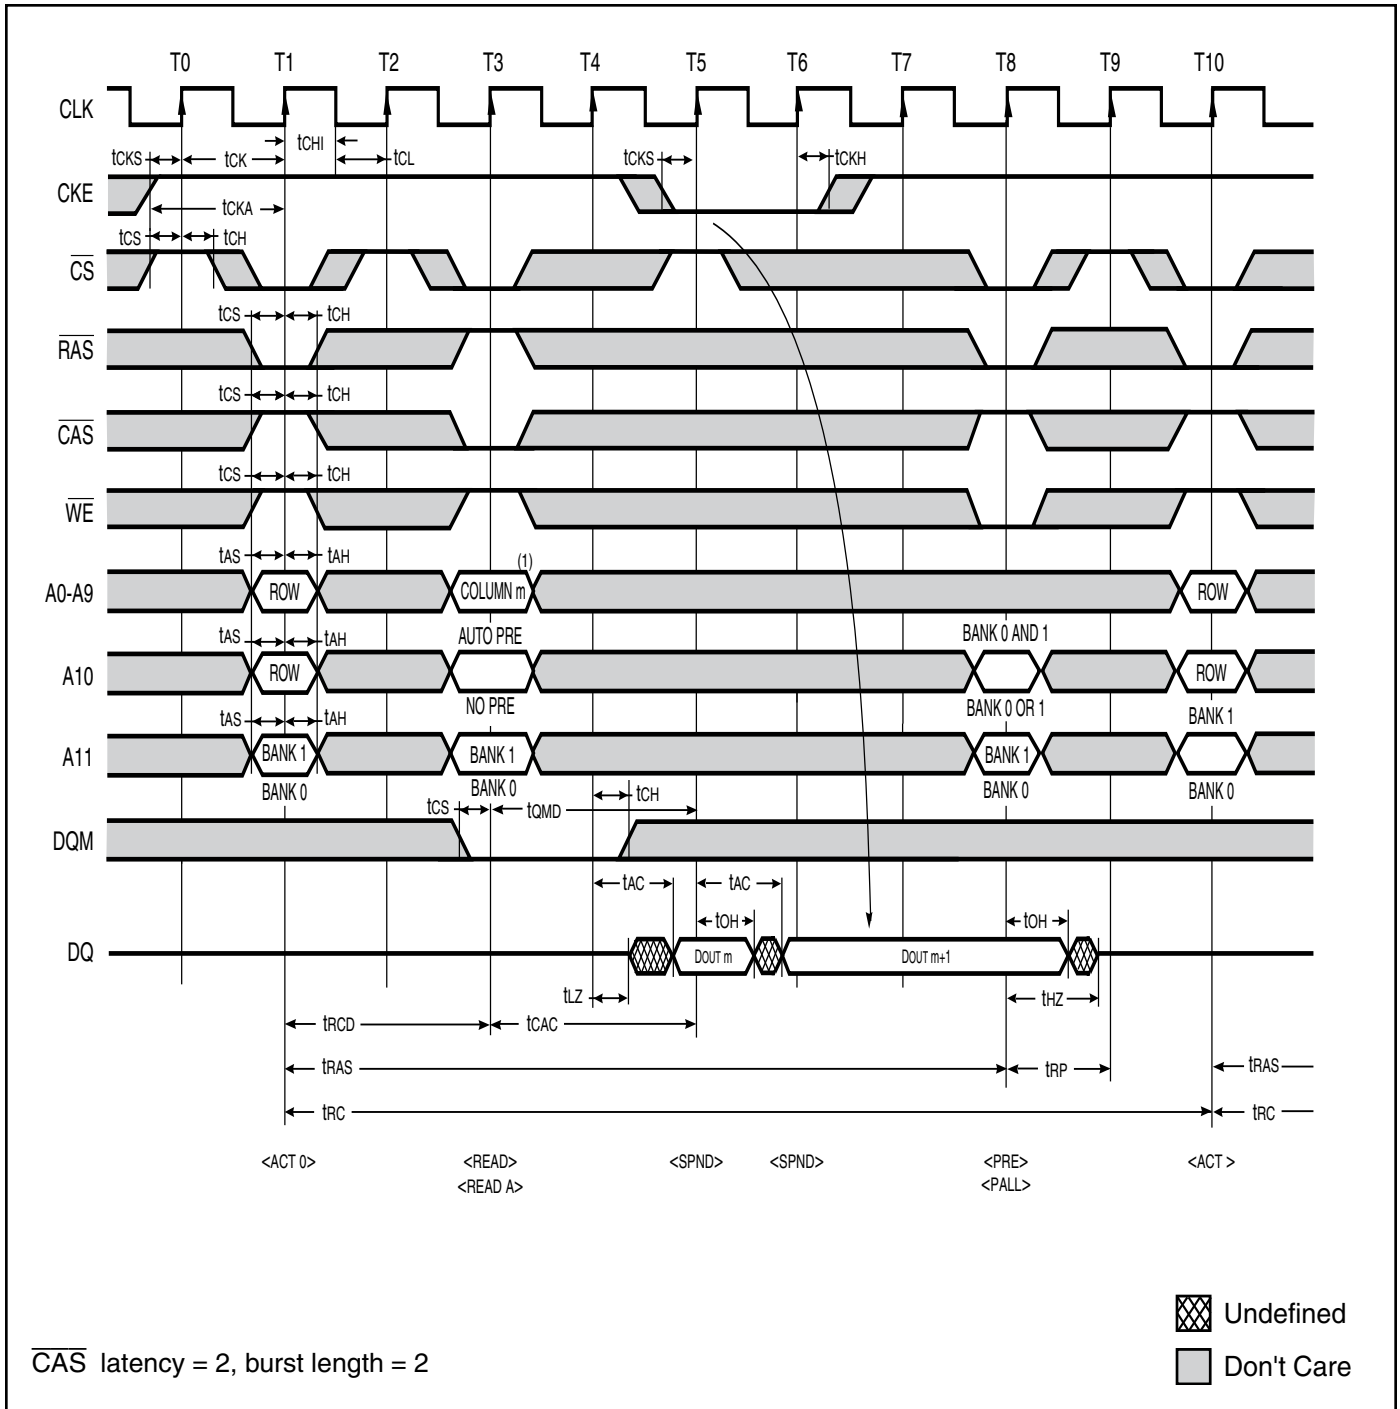 T0 T1 T2 T3 T4 T5 T6 T7 T8 T9 T10
CLK
tCHI
tCKS tCK tCL tCKS tCKH
CKE
tCKA
tCS tCH
CS
tCS tCH
RAS
tCS tCH
CAS
tCS tCH
WE
tAS tAH (1)
A0-A9 ROW COLUMN m ROW
tAS tAH AUTO PRE BANK 0 AND 1
A10 ROW ROW
NO PRE BANK 0 OR 1
tAS tAH BANK 1
A11 BANK 1 BANK 1 BANK 1
BANK 0 BANK 0 BANK 0 BANK 0
tCS tQMD tCH
DQM
tAC tAC
tOH tOH
DQ DOUT m DOUT m+1
tLZ tHZ
tRCD tCAC
tRAS tRP tRAS
tRC tRC
<ACT 0> <READ> <SPND> <SPND> <PRE> <ACT >
<READ A> <PALL>
Undefined
CAS latency = 2, burst length = 2
Don't Care